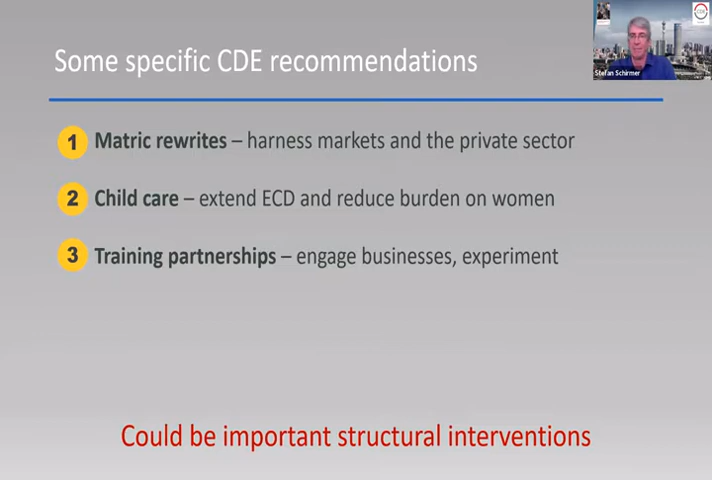 Some specific CDE recommendations
CDE
Stefan Schirmer
1 Matric rewrites – harness markets and the private sector
2 Child care – extend ECD and reduce burden on women
3 Training partnerships – engage businesses, experiment
Could be important structural interventions